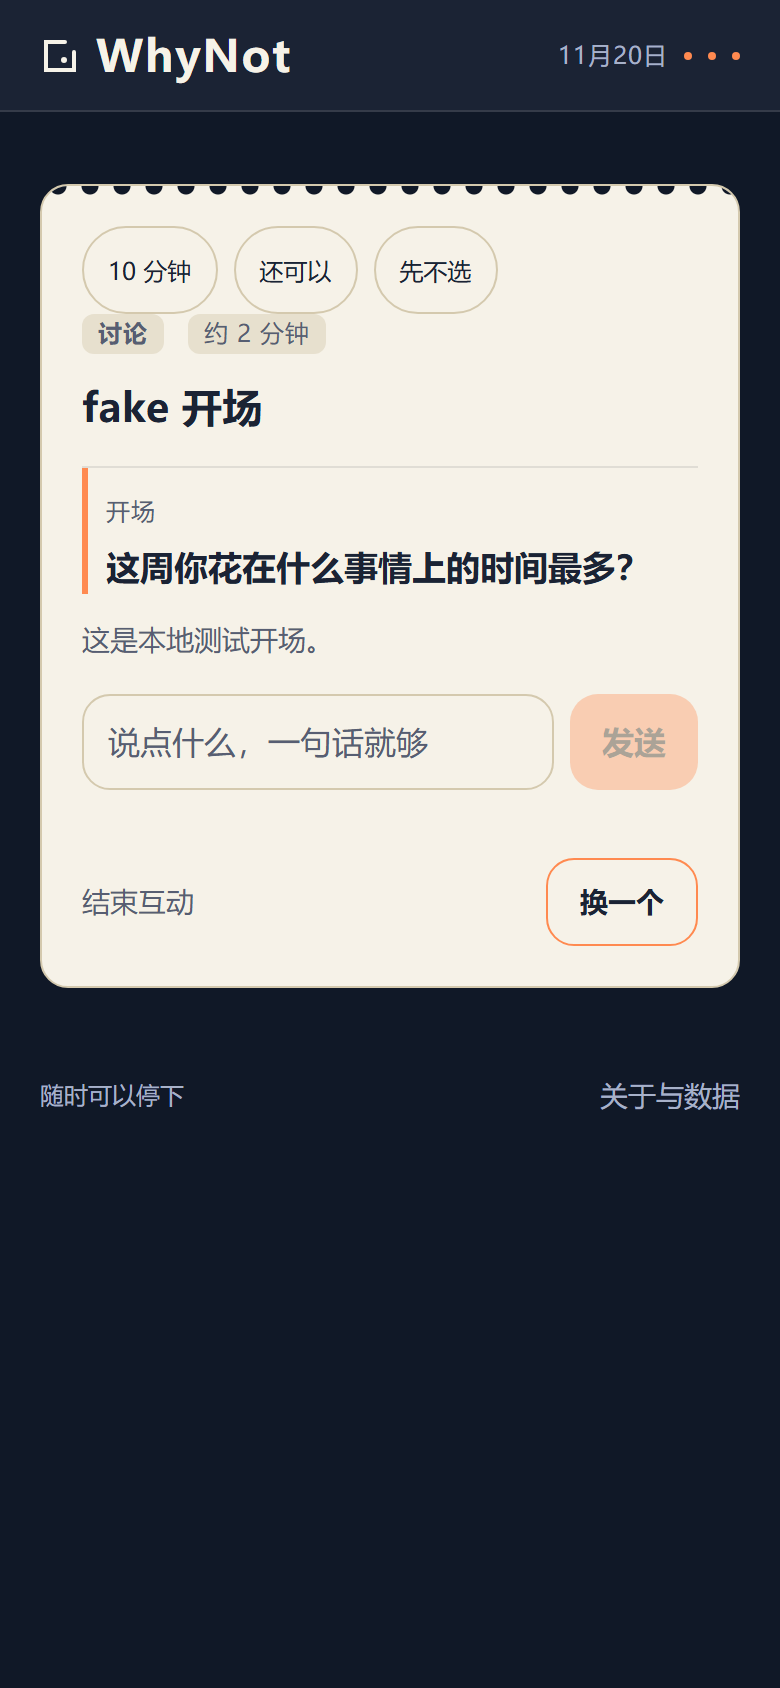 WhyNot
11月20日
10 分钟 还可以 先不选
讨论 约 2 分钟
fake 开场
开场
这周你花在什么事情上的时间最多？
这是本地测试开场。
说点什么，一句话就够 发送
结束互动 换一个
随时可以停下 关于与数据